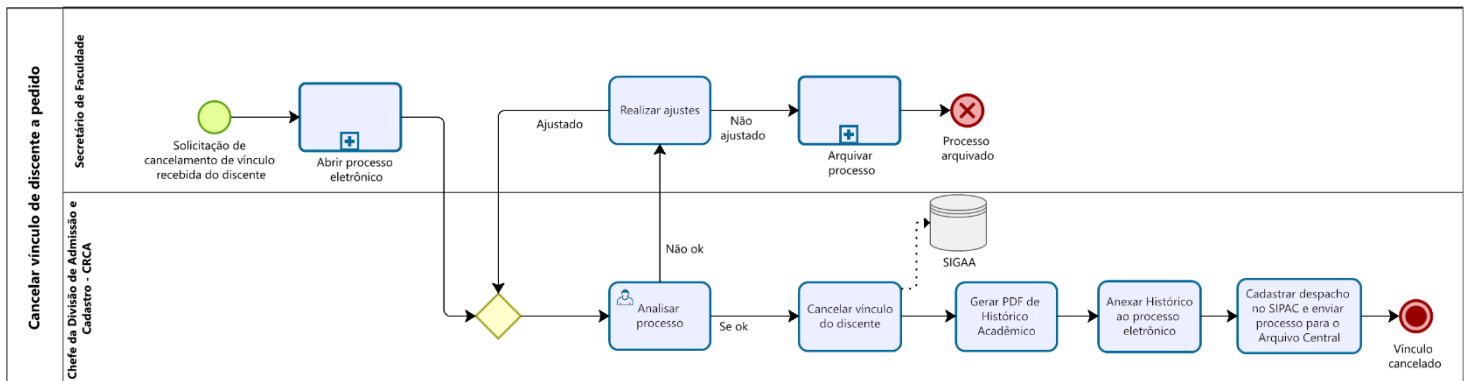 Cancelar vínculo de discente a pedido
Secretário de Faculdade
Solicitação de
cancelamento de vínculo
recebida do discente
Abrir processo
eletrônico
Ajustado
Realizar ajustes
Não
ajustado
Arquivar
processo
Processo
arquivado
Chefe da Divisão de Admissão e
Cadastro - CRCA
Não ok
Analisar
processo
Se ok
Cancelar vínculo
do discente
SIGAA
Gerar PDF de
Histórico
Acadêmico
Anexar Histórico
ao processo
eletrônico
Cadastrar despacho
no SIPAC e enviar
processo para o
Arquivo Central
Vínculo
cancelado